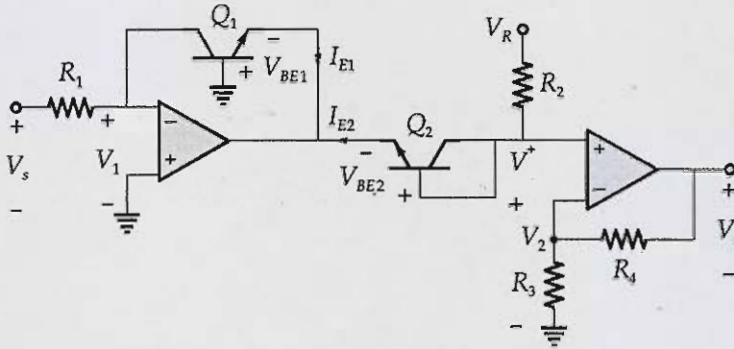 Q1
VR
R1
− IE1
+ VBE1
R2
+
−
IE2
Q2
+
Vs
V1
+
−
V+
+
+
VBE2
−
+
−
−
+
V2
V
−
R3
R4
−